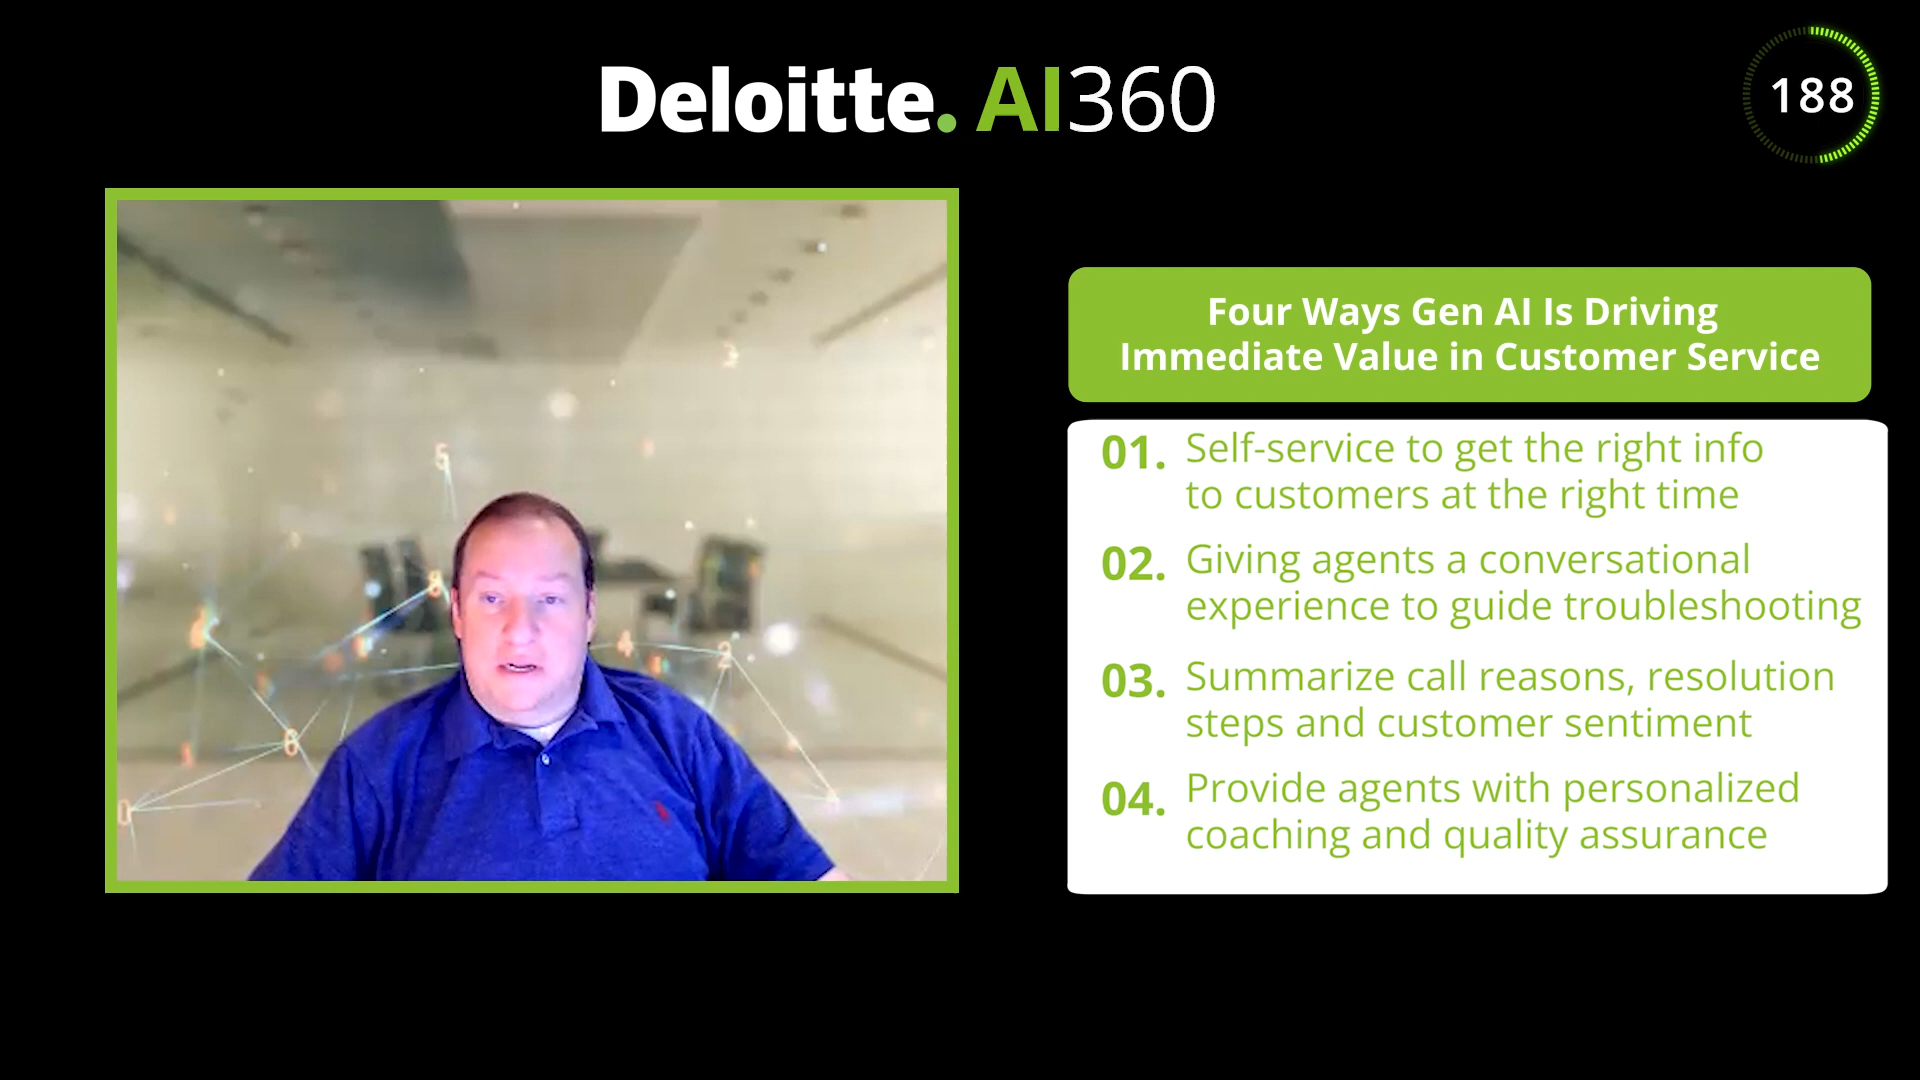 Deloitte. AI360
188
Four Ways Gen AI Is Driving
Immediate Value in Customer Service
01. Self-service to get the right info
to customers at the right time
02. Giving agents a conversational
experience to guide troubleshooting
03. Summarize call reasons, resolution
steps and customer sentiment
04. Provide agents with personalized
coaching and quality assurance